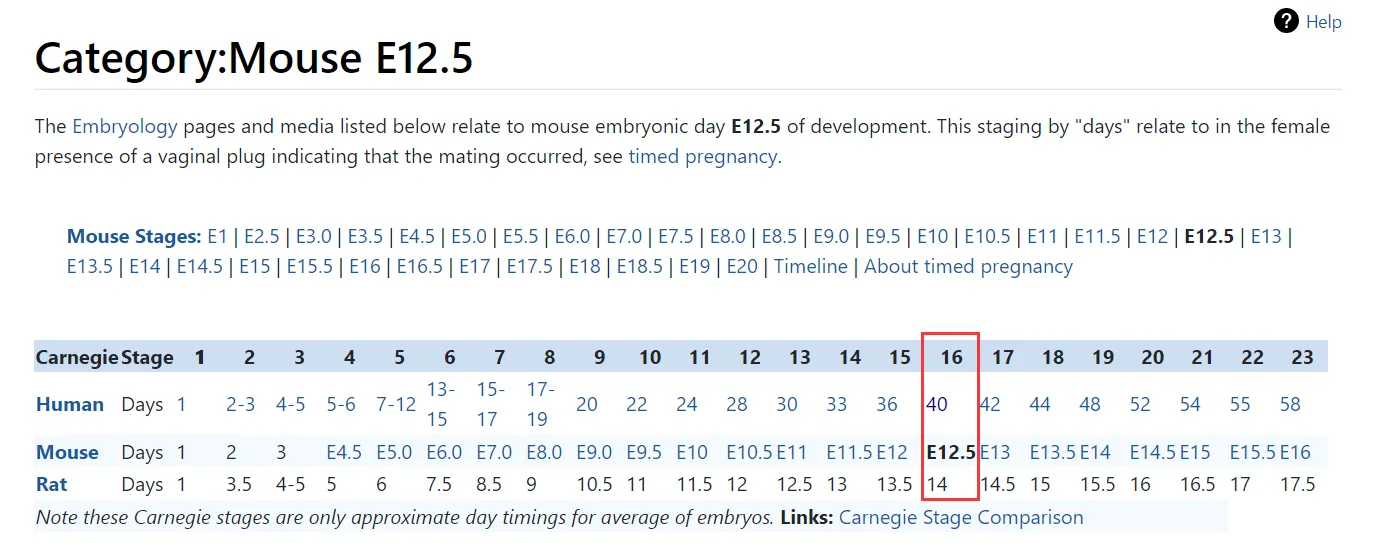 ? Help
Category:Mouse E12.5
The Embryology pages and media listed below relate to mouse embryonic day E12.5 of development. This staging by "days" relate to in the female
presence of a vaginal plug indicating that the mating occurred, see timed pregnancy.
Mouse Stages: E1 | E2.5 | E3.0 | E3.5 | E4.5 | E5.0 | E5.5 | E6.0 | E7.0 | E7.5 | E8.0 | E8.5 | E9.0 | E9.5 | E10 | E10.5 | E11 | E11.5 | E12 | E12.5 | E13 |
E13.5 | E14 | E14.5 | E15 | E15.5 | E16 | E16.5 | E17 | E17.5 | E18 | E18.5 | E19 | E20 | Timeline | About timed pregnancy
Carnegie Stage 1 2 3 4 5 6 7 8 9 10 11 12 13 14 15 16 17 18 19 20 21 22 23
Human Days 1 2-3 4-5 5-6 7-12 13-15 15-17 17-19 20 22 24 28 30 33 36 40 42 44 48 52 54 55 58
Mouse Days 1 2 3 E4.5 E5.0 E6.0 E7.0 E8.0 E9.0 E9.5 E10 E10.5 E11 E11.5 E12 E12.5 E13 E13.5 E14 E14.5 E15 E15.5 E16
Rat Days 1 3.5 4-5 5 6 7.5 8.5 9 10.5 11 11.5 12 12.5 13 13.5 14 14.5 15 15.5 16 16.5 17 17.5
Note these Carnegie stages are only approximate day timings for average of embryos. Links: Carnegie Stage Comparison